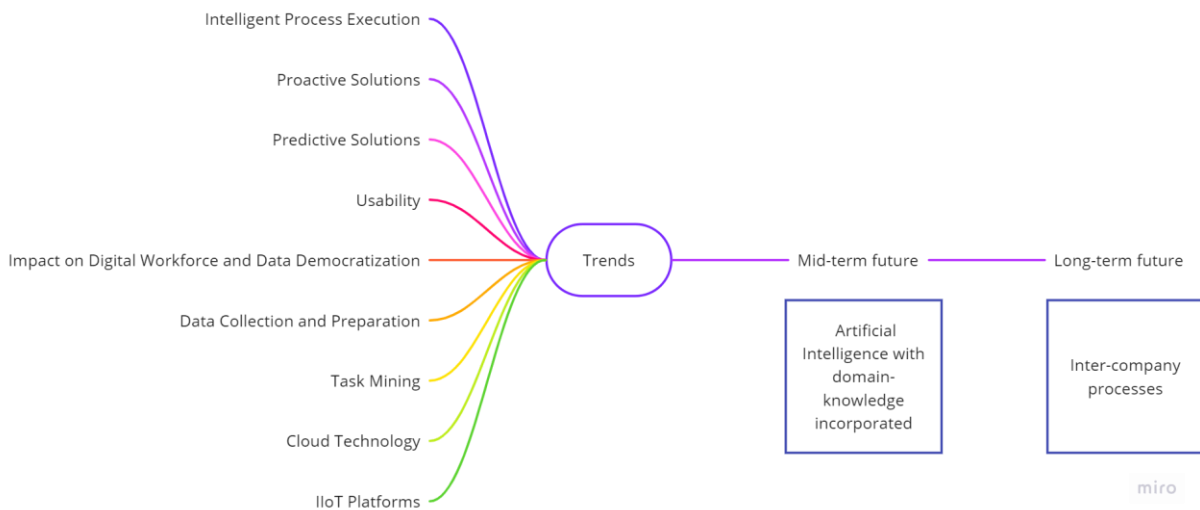 Intelligent Process Execution
Proactive Solutions
Predictive Solutions
Usability
Impact on Digital Workforce and Data Democratization
Data Collection and Preparation
Task Mining
Cloud Technology
IIoT Platforms
Trends
Mid-term future
Long-term future
Artificial
Intelligence with
domain-
knowledge
incorporated
Inter-company
processes
miro